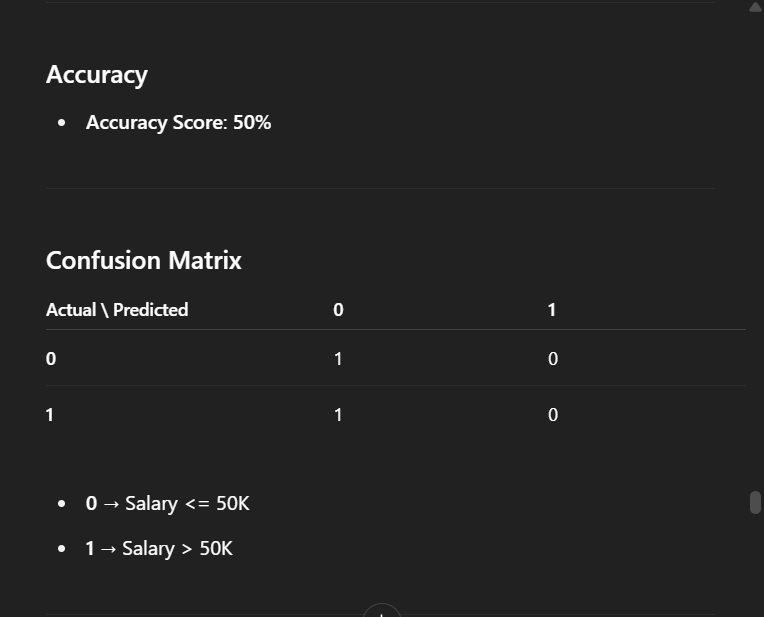 Accuracy
• Accuracy Score: 50%
Confusion Matrix
Actual \ Predicted 0 1
0 1 0
1 1 0
• 0 → Salary <= 50K
• 1 → Salary > 50K